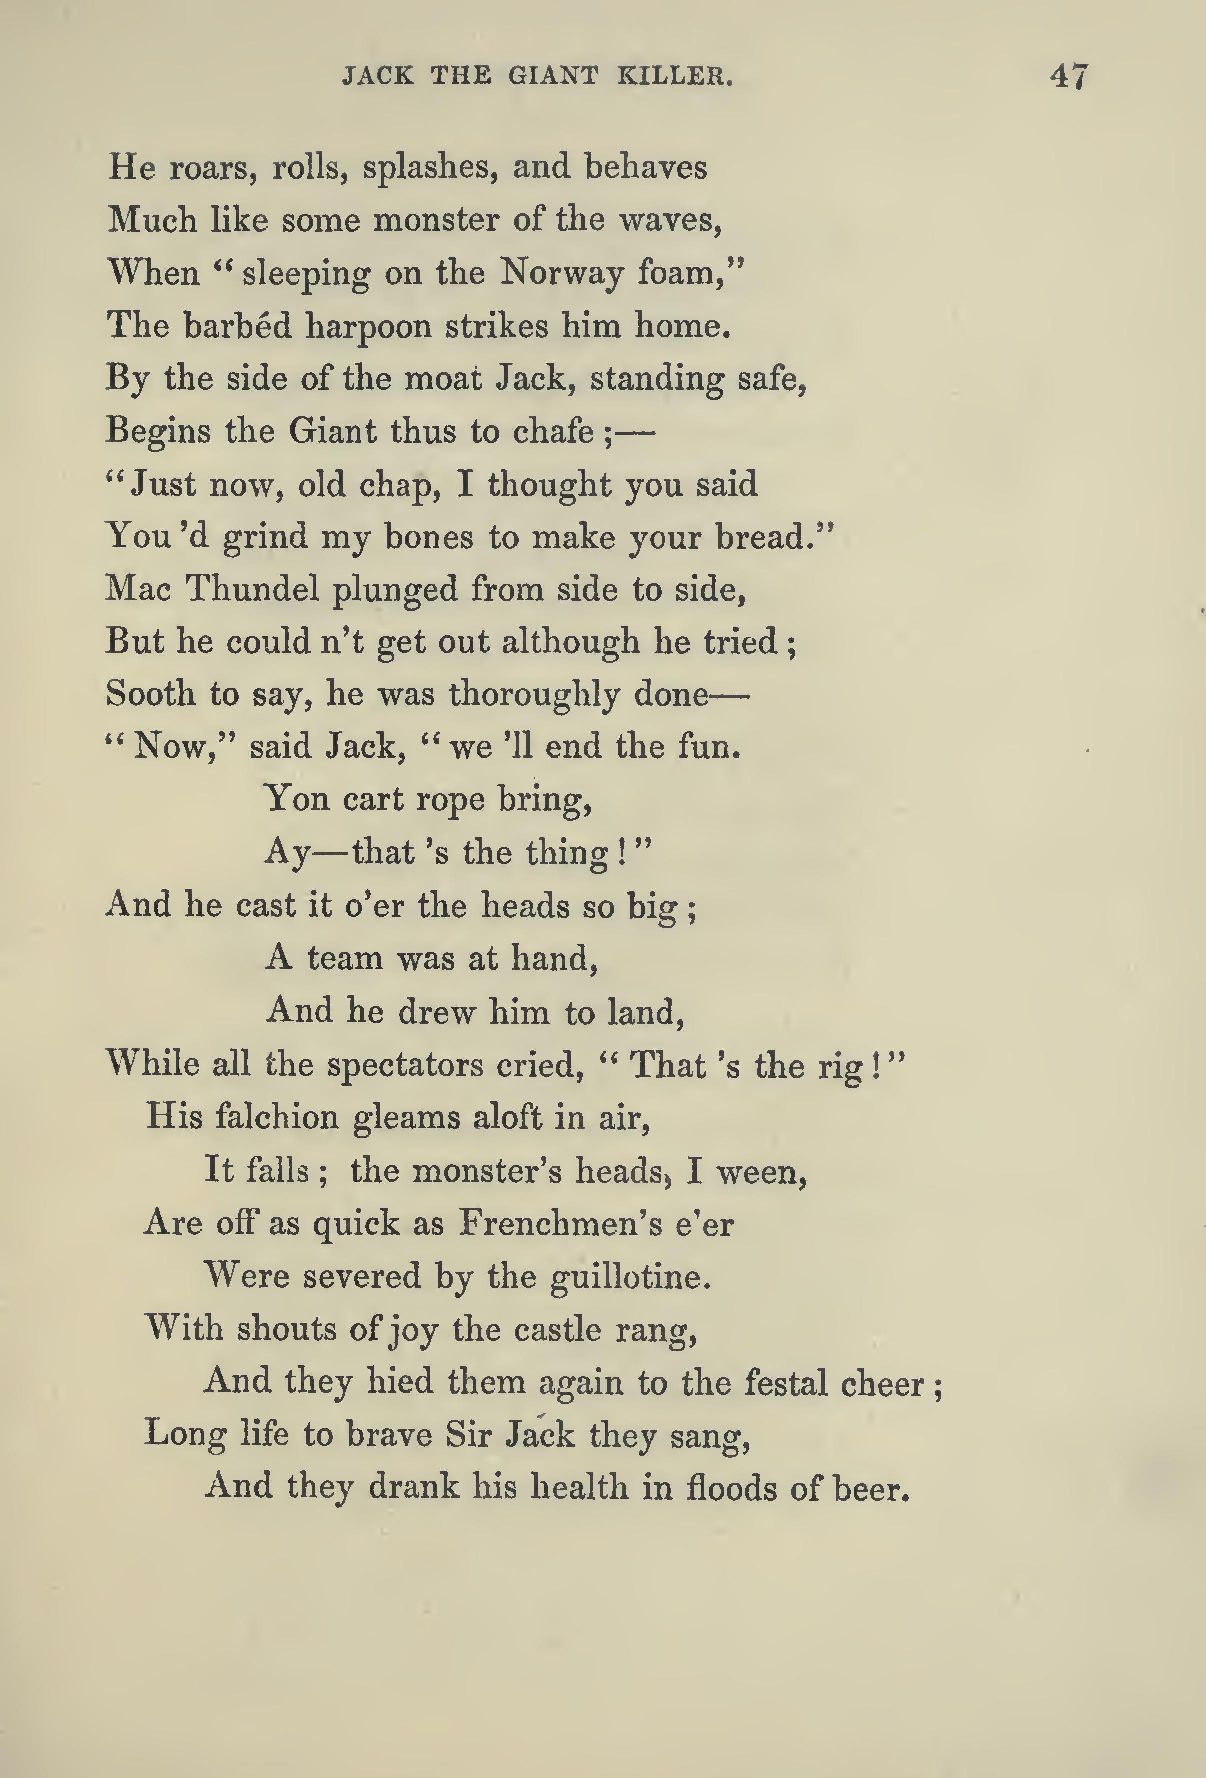 JACK THE GIANT KILLER. 47
He roars, rolls, splashes, and behaves
Much like some monster of the waves,
When “ sleeping on the Norway foam,”
The barbéd harpoon strikes him home.
By the side of the moat Jack, standing safe,
Begins the Giant thus to chafe ;—
“Just now, old chap, I thought you said
You ’d grind my bones to make your bread.”
Mac Thundel plunged from side to side,
But he could n’t get out although he tried ;
Sooth to say, he was thoroughly done—
“ Now,” said Jack, “ we ’ll end the fun.
Yon cart rope bring,
Ay—that ’s the thing ! ”
And he cast it o’er the heads so big ;
A team was at hand,
And he drew him to land,
While all the spectators cried, “ That ’s the rig ! ”
His falchion gleams aloft in air,
It falls ; the monster’s heads, I ween,
Are off as quick as Frenchmen’s e’er
Were severed by the guillotine.
With shouts of joy the castle rang,
And they hied them again to the festal cheer ;
Long life to brave Sir Jack they sang,
And they drank his health in floods of beer.